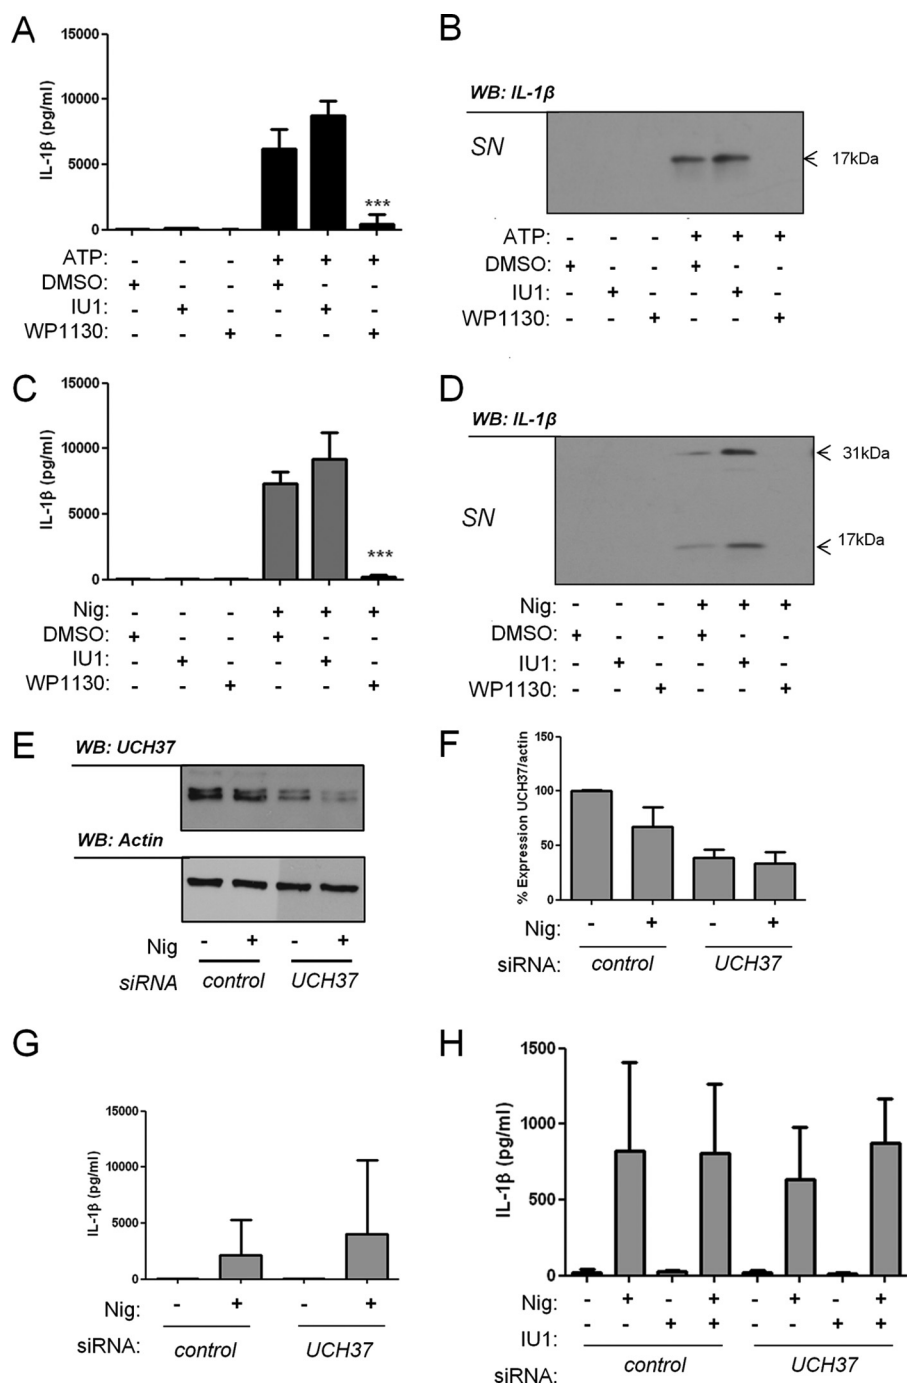 A
15000
10000
5000
0
IL-1β (pg/ml)
***
ATP: - - - + + +
DMSO: + - - + - -
IU1: - + - - + -
WP1130: - - + - - +
B
WB: IL-1β
SN
17kDa
ATP: - - - + + +
DMSO: + - - + - -
IU1: - + - - + -
WP1130: - - + - - +
C
15000
10000
5000
0
IL-1β (pg/ml)
***
Nig: - - - + + +
DMSO: + - - + - -
IU1: - + - - + -
WP1130: - - + - - +
D
WB: IL-1β
SN
31kDa
17kDa
Nig: - - - + + +
DMSO: + - - + - -
IU1: - + - - + -
WP1130: - - + - - +
E
WB: UCH37
WB: Actin
Nig - + - +
siRNA control UCH37
F
150
100
50
0
% Expression UCH37/actin
Nig: - + - +
siRNA: control UCH37
G
15000
10000
5000
0
IL-1β (pg/ml)
Nig: - + - +
siRNA: control UCH37
H
1500
1000
500
0
IL-1β (pg/ml)
Nig: - + - + - + - +
IU1: - - + + - - + +
siRNA: control UCH37